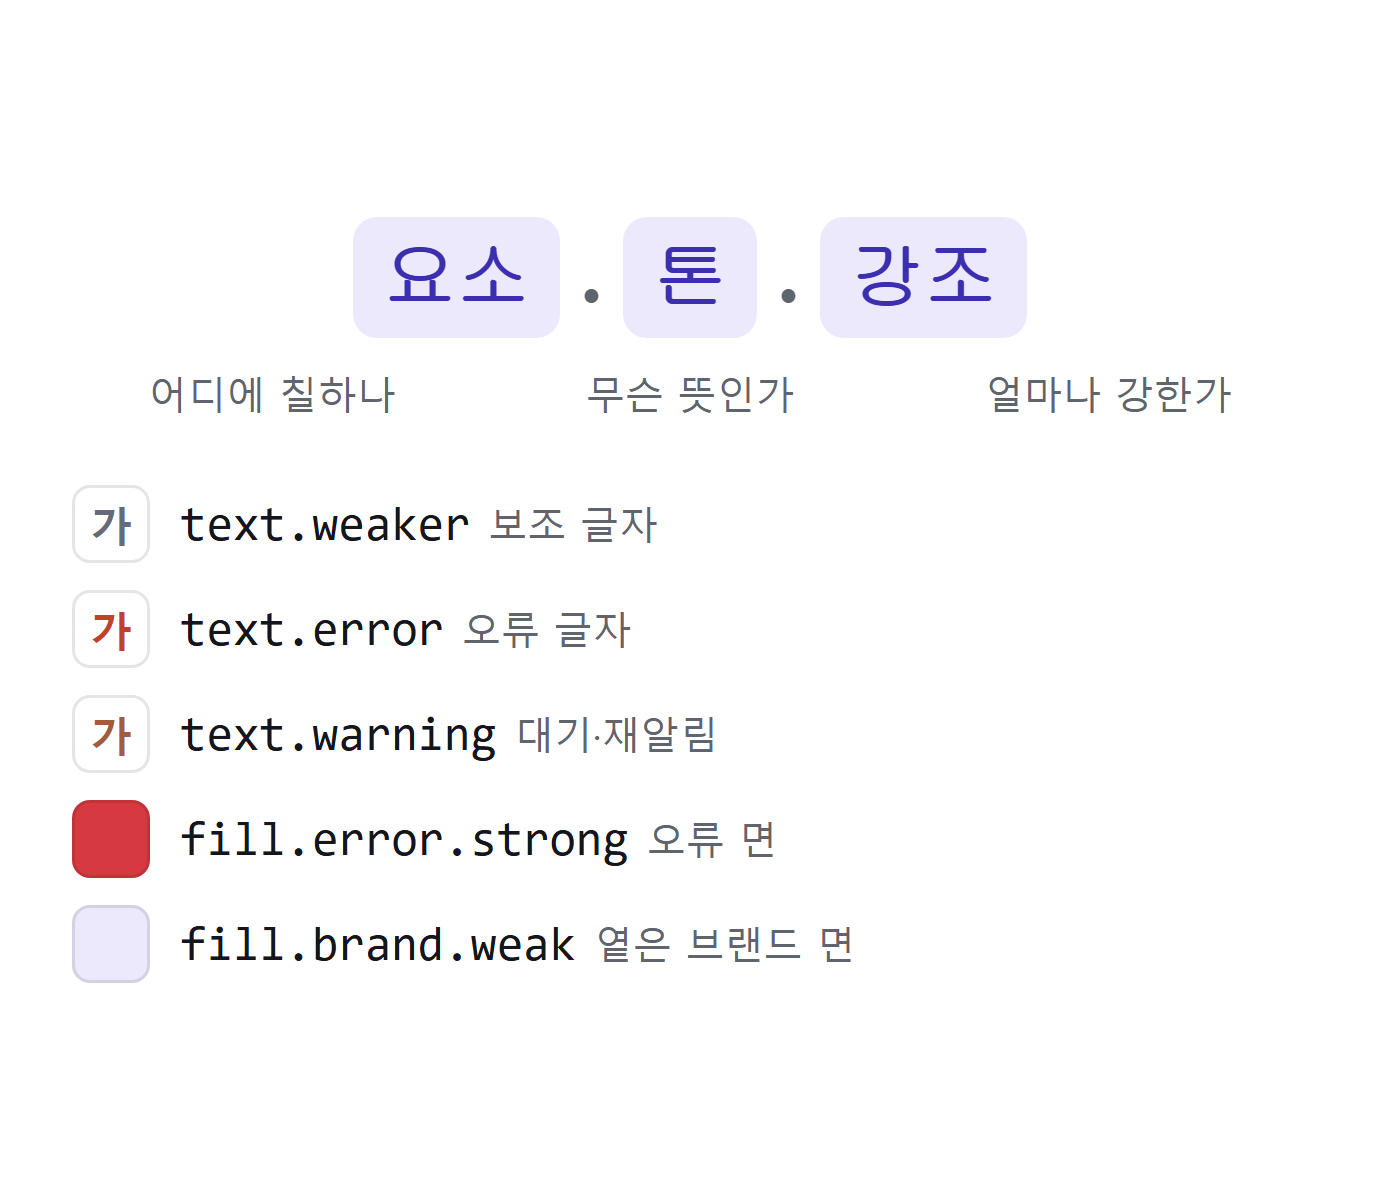 요소 . 톤 . 강조
어디에 칠하나 무슨 뜻인가 얼마나 강한가
가 text.weaker 보조 글자
가 text.error 오류 글자
가 text.warning 대기·재알림
fill.error.strong 오류 면
fill.brand.weak 옅은 브랜드 면